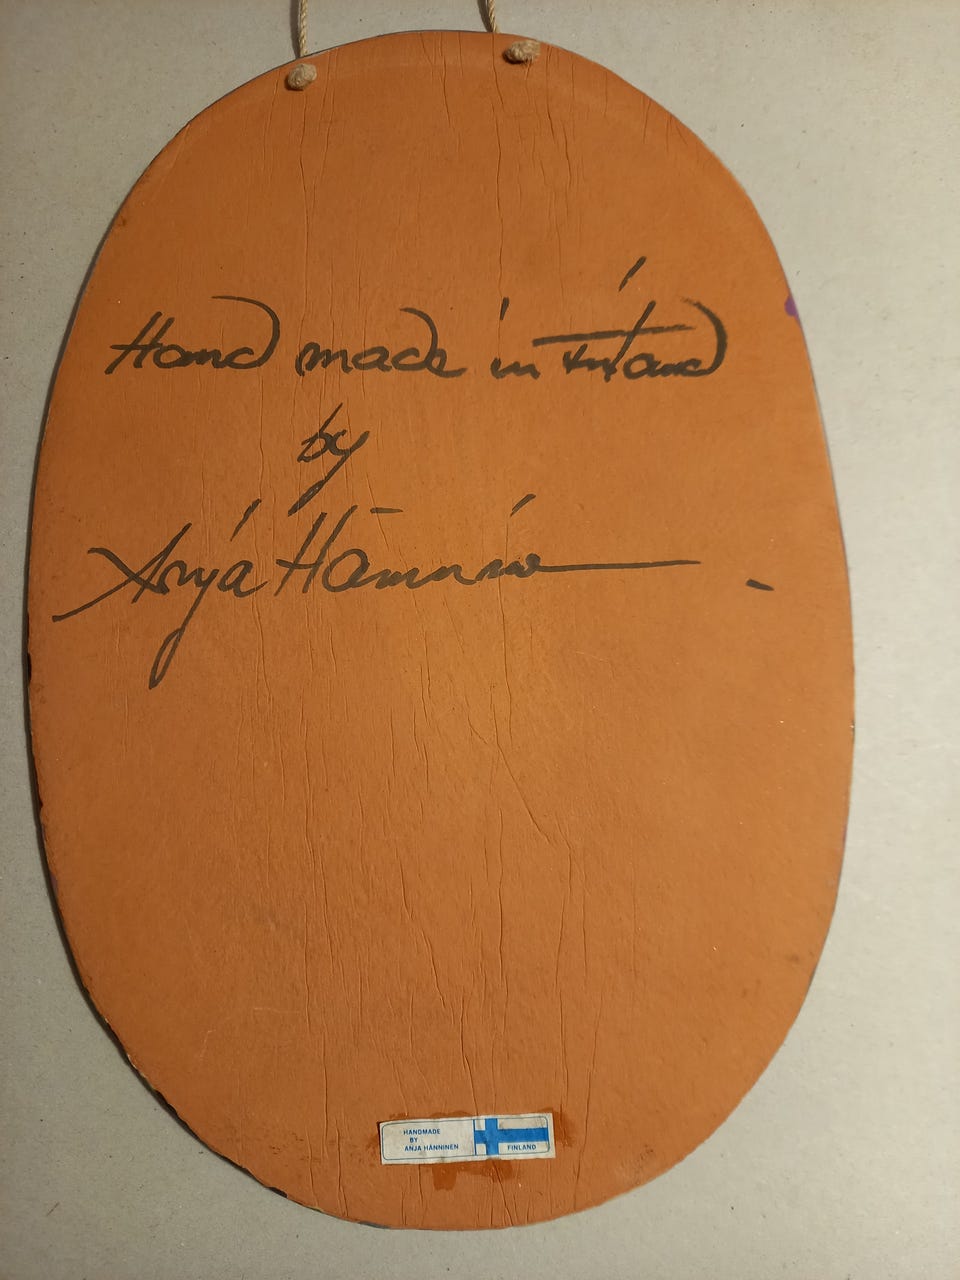 Hand made in Finland
by
Anja Hänninen
HANDMADE
BY
ANJA HÄNNINEN
FINLAND